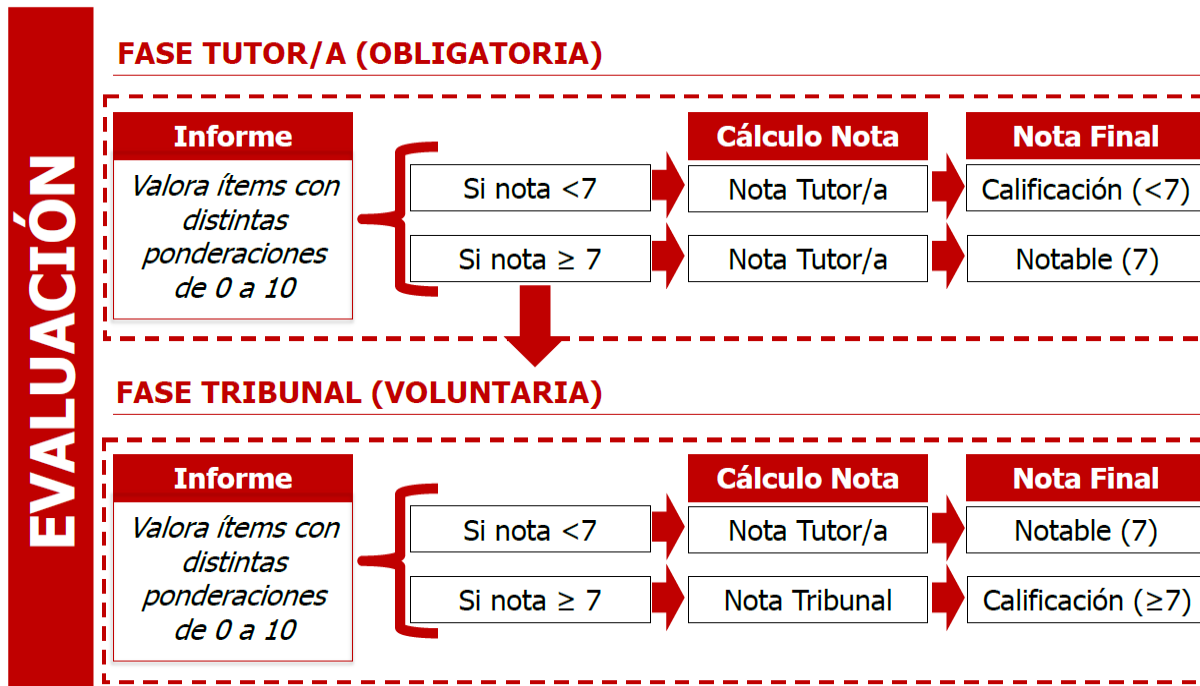 EVALUACIÓN
FASE TUTOR/A (OBLIGATORIA)
Informe
Valora ítems con
distintas
ponderaciones
de 0 a 10
Si nota <7
Si nota ≥ 7
Cálculo Nota
Nota Tutor/a
Nota Tutor/a
Nota Final
Calificación (<7)
Notable (7)
FASE TRIBUNAL (VOLUNTARIA)
Informe
Valora ítems con
distintas
ponderaciones
de 0 a 10
Si nota <7
Si nota ≥ 7
Cálculo Nota
Nota Tutor/a
Nota Tribunal
Nota Final
Notable (7)
Calificación (≥7)